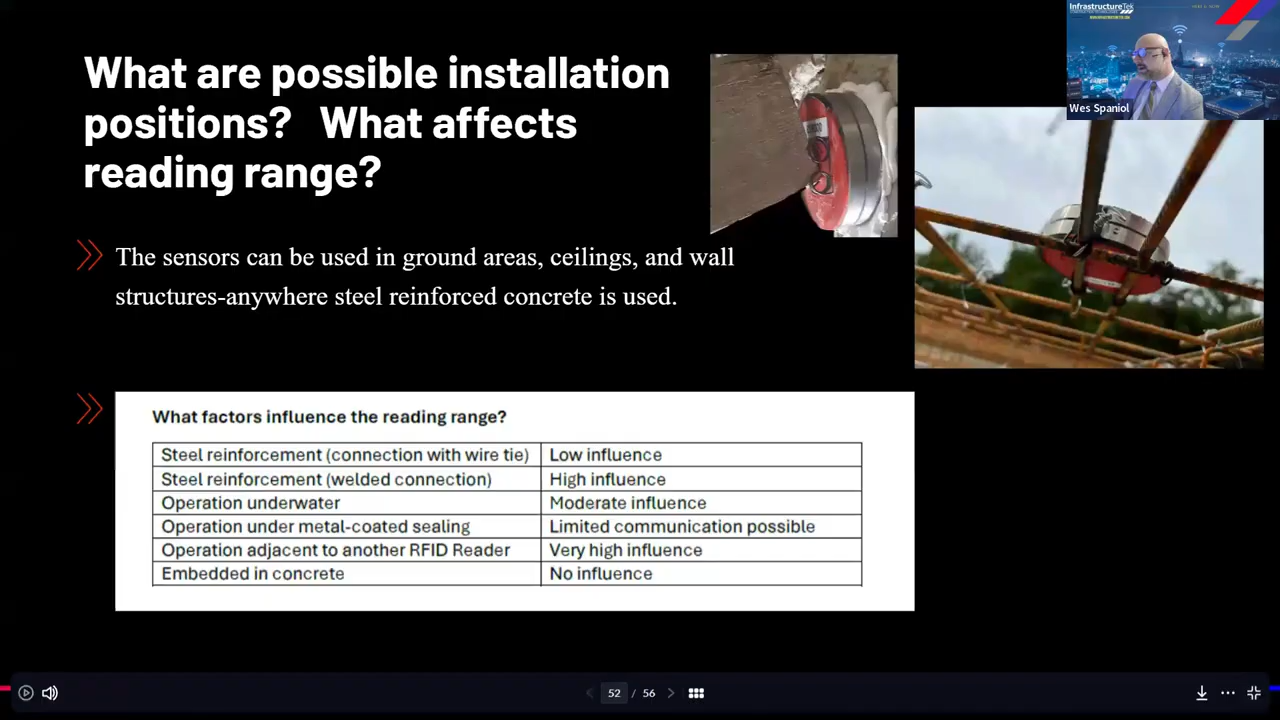 What are possible installation
positions? What affects
reading range?
The sensors can be used in ground areas, ceilings, and wall
structures-anywhere steel reinforced concrete is used.
What factors influence the reading range?
Steel reinforcement (connection with wire tie) Low influence
Steel reinforcement (welded connection) High influence
Operation underwater Moderate influence
Operation under metal-coated sealing Limited communication possible
Operation adjacent to another RFID Reader Very high influence
Embedded in concrete No influence
InfrastructureTek
Wes Spaniol
52 / 56